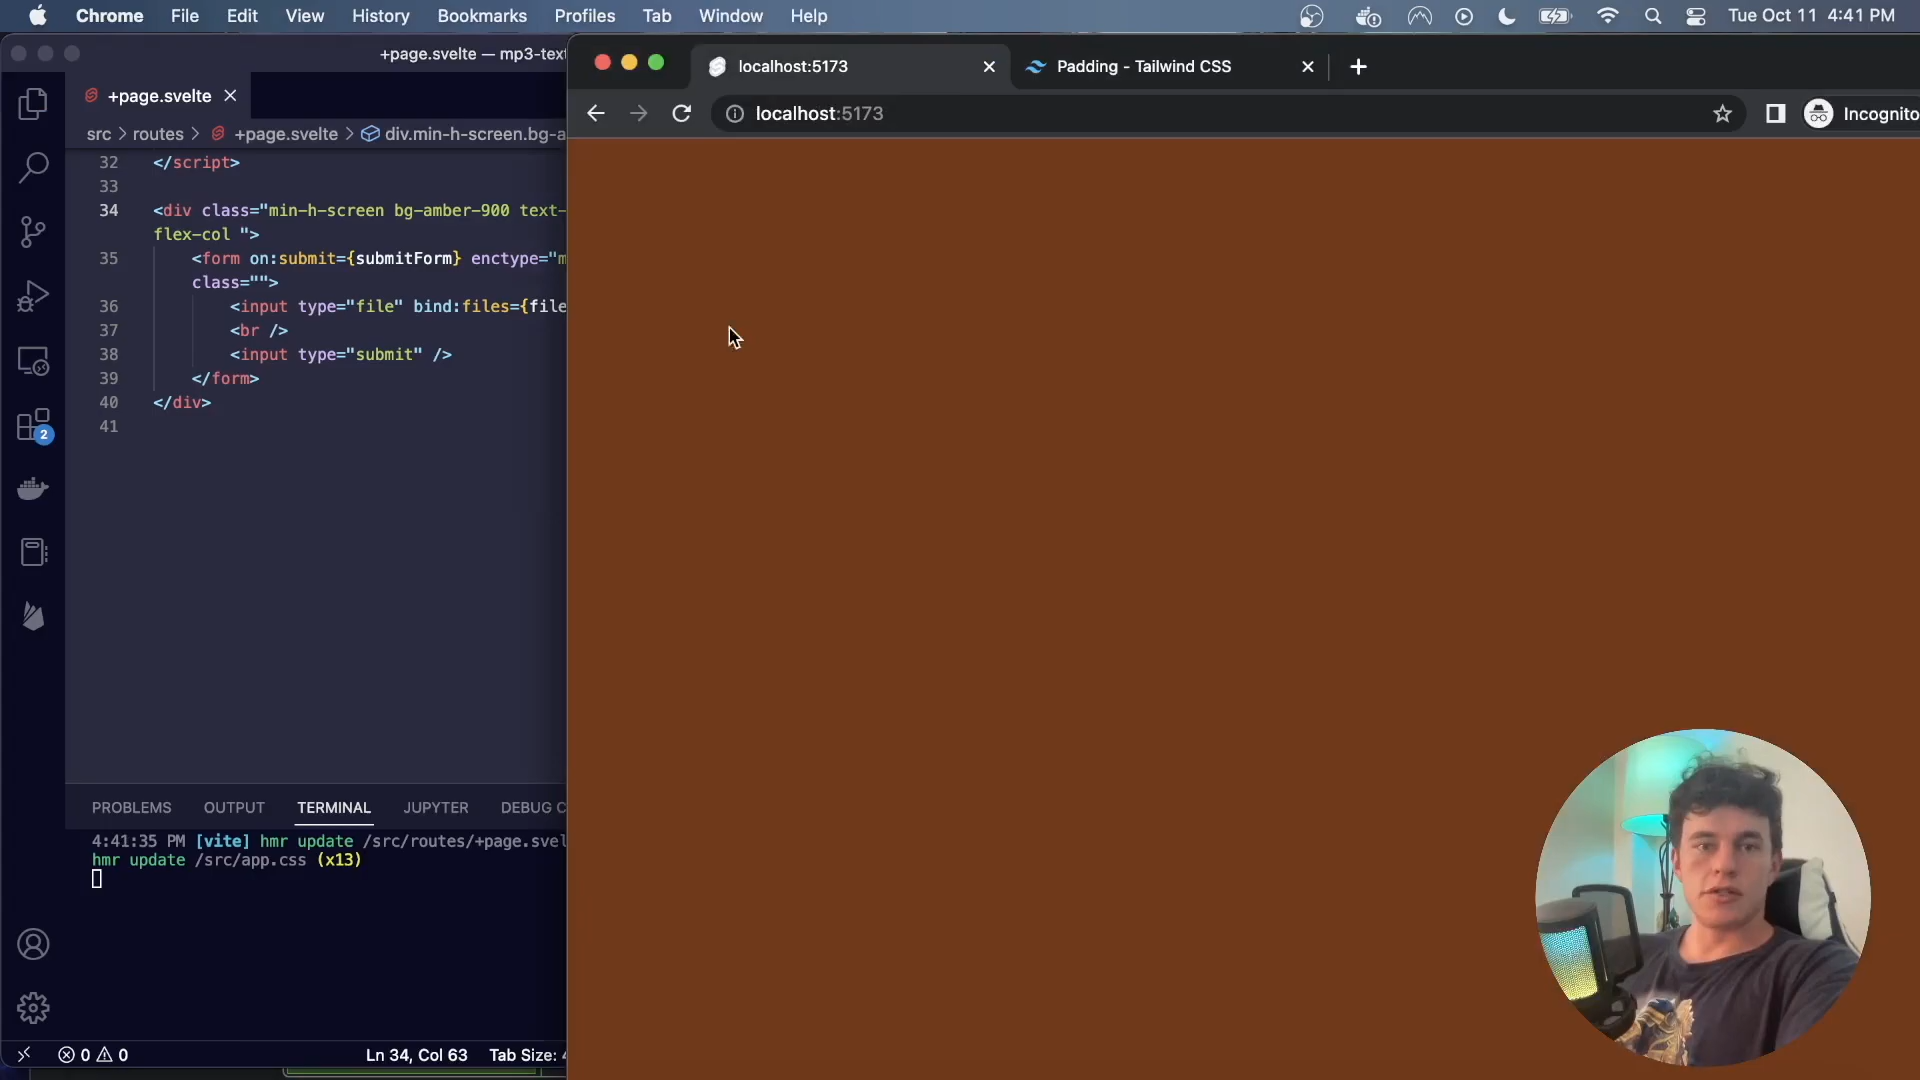 Chrome File Edit View History Bookmarks Profiles Tab Window Help Tue Oct 11 4:41 PM
+page.svelte — mp3-text
localhost:5173
Padding - Tailwind CSS
+page.svelte
localhost:5173
Incognito
src > routes > +page.svelte > div.min-h-screen.bg-a
32 </script>
33
34 <div class="min-h-screen bg-amber-900 text-
flex-col ">
35 <form on:submit={submitForm} enctype="m
class="">
36 <input type="file" bind:files={file
37 <br />
38 <input type="submit" />
39 </form>
40 </div>
41
2
PROBLEMS OUTPUT TERMINAL JUPYTER DEBUG C
4:41:35 PM [vite] hmr update /src/routes/+page.svel
hmr update /src/app.css (x13)
0 0 Ln 34, Col 63 Tab Size: 4